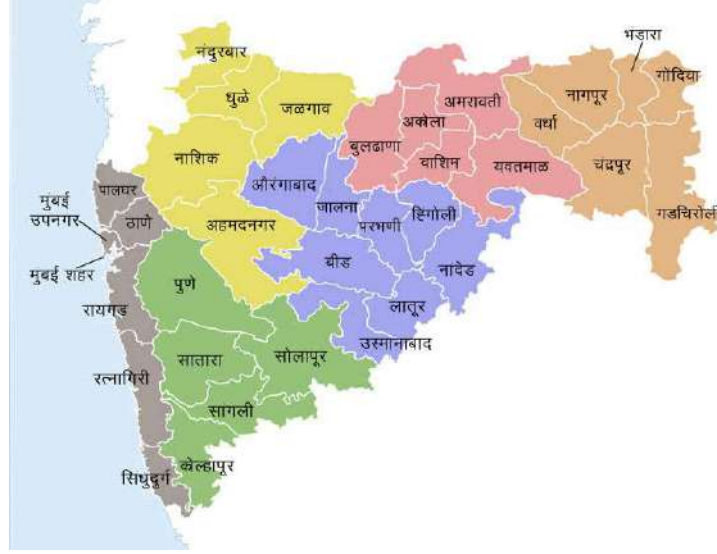 नंदुरबार
धुळे
जळगाव
नाशिक
अहमदनगर
बुलढाणा
अकोला
अमरावती
वाशिम
यवतमाळ
वर्धा
नागपूर
भंडारा
गोंदिया
चंद्रपूर
गडचिरोली
औरंगाबाद
जालना
परभणी
हिंगोली
बीड
नांदेड
लातूर
उस्मानाबाद
पालघर
ठाणे
मुंबई
उपनगर
मुंबई शहर
रायगड
रत्नागिरी
सिधुदुर्ग
पुणे
सातारा
सोलापूर
सागली
कोल्हापूर